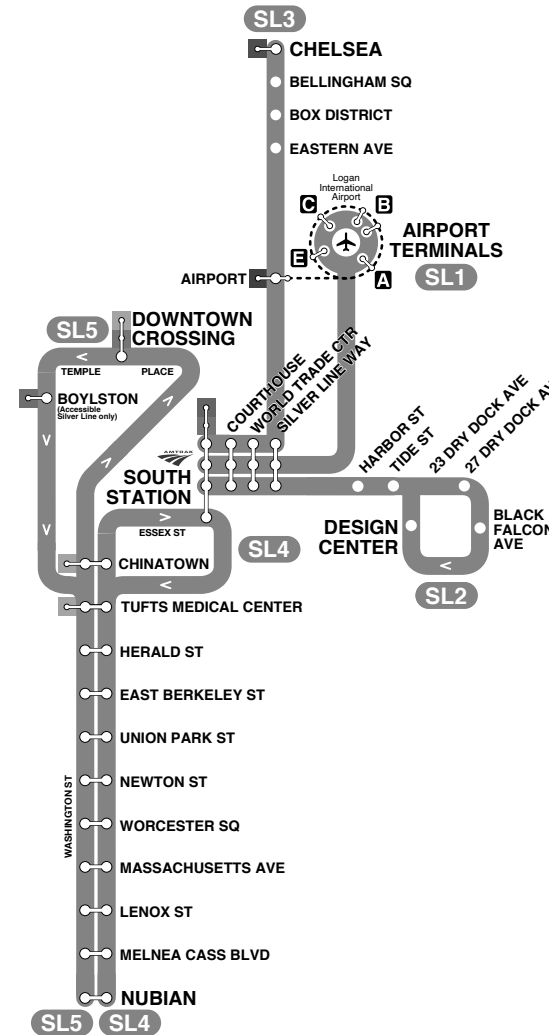 SL3
CHELSEA
BELLINGHAM SQ
BOX DISTRICT
EASTERN AVE
Logan
International
Airport
C
B
E
A
AIRPORT
TERMINALS
SL1
AIRPORT
SL5
DOWNTOWN
CROSSING
TEMPLE
PLACE
BOYLSTON
(Accessible
Silver Line only)
COURTHOUSE
WORLD TRADE CTR
SILVER LINE WAY
AMTRAK
SOUTH
STATION
HARBOR ST
TIDE ST
23 DRY DOCK AVE
27 DRY DOCK AV
DESIGN
CENTER
BLACK
FALCON
AVE
SL2
ESSEX ST
SL4
CHINATOWN
TUFTS MEDICAL CENTER
HERALD ST
EAST BERKELEY ST
UNION PARK ST
NEWTON ST
WASHINGTON ST
WORCESTER SQ
MASSACHUSETTS AVE
LENOX ST
MELNEA CASS BLVD
NUBIAN
SL5
SL4